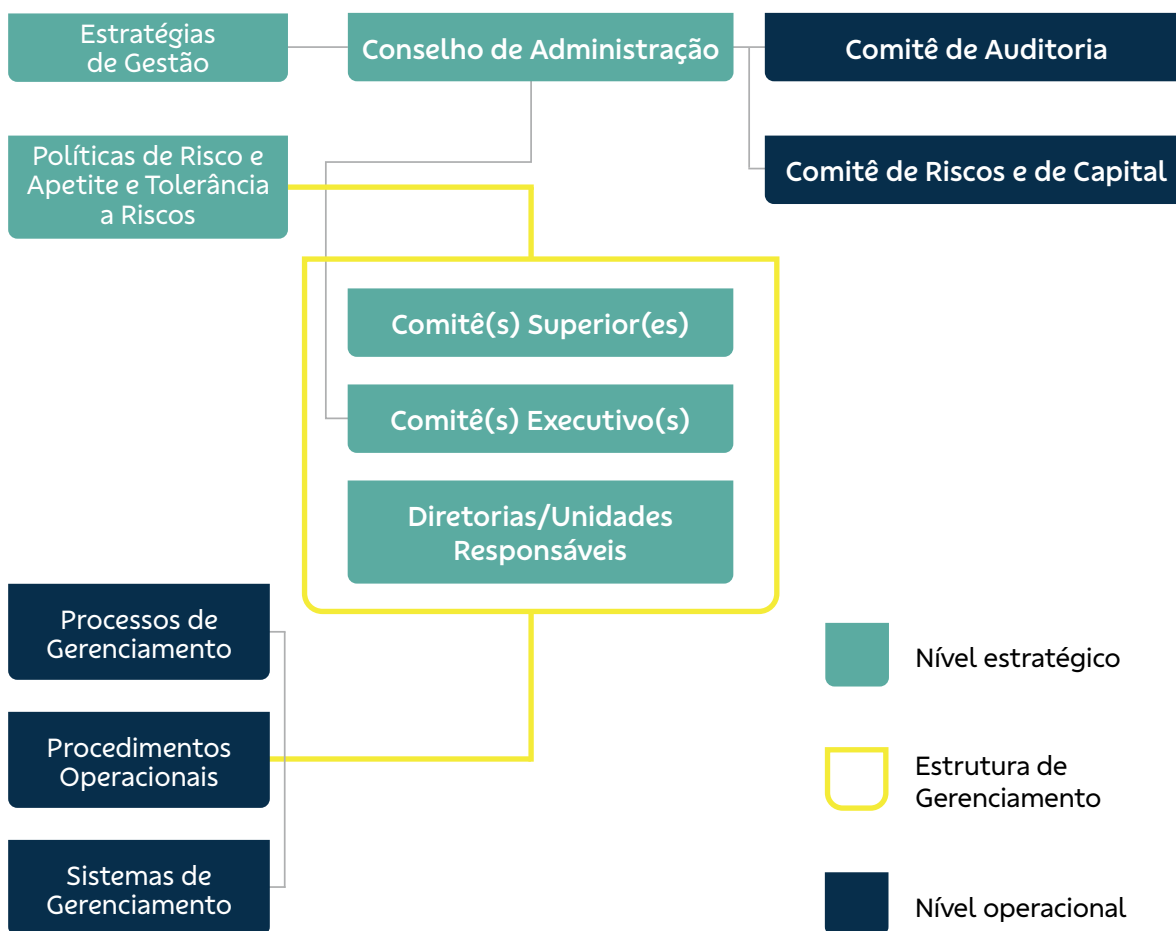 Estratégias
de Gestão
Conselho de Administração
Comitê de Auditoria
Políticas de Risco e
Apetite e Tolerância
a Riscos
Comitê de Riscos e de Capital
Comitê(s) Superior(es)
Comitê(s) Executivo(s)
Diretorias/Unidades
Responsáveis
Processos de
Gerenciamento
Procedimentos
Operacionais
Sistemas de
Gerenciamento
Nível estratégico
Estrutura de
Gerenciamento
Nível operacional